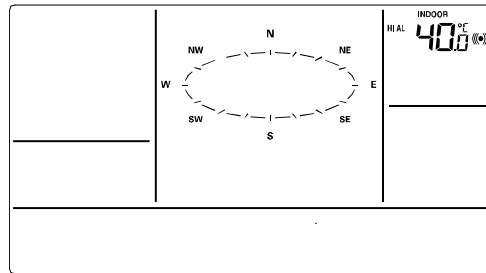 INDOOR
HI AL 40.0 °C
N
NW NE
W E
SW SE
S